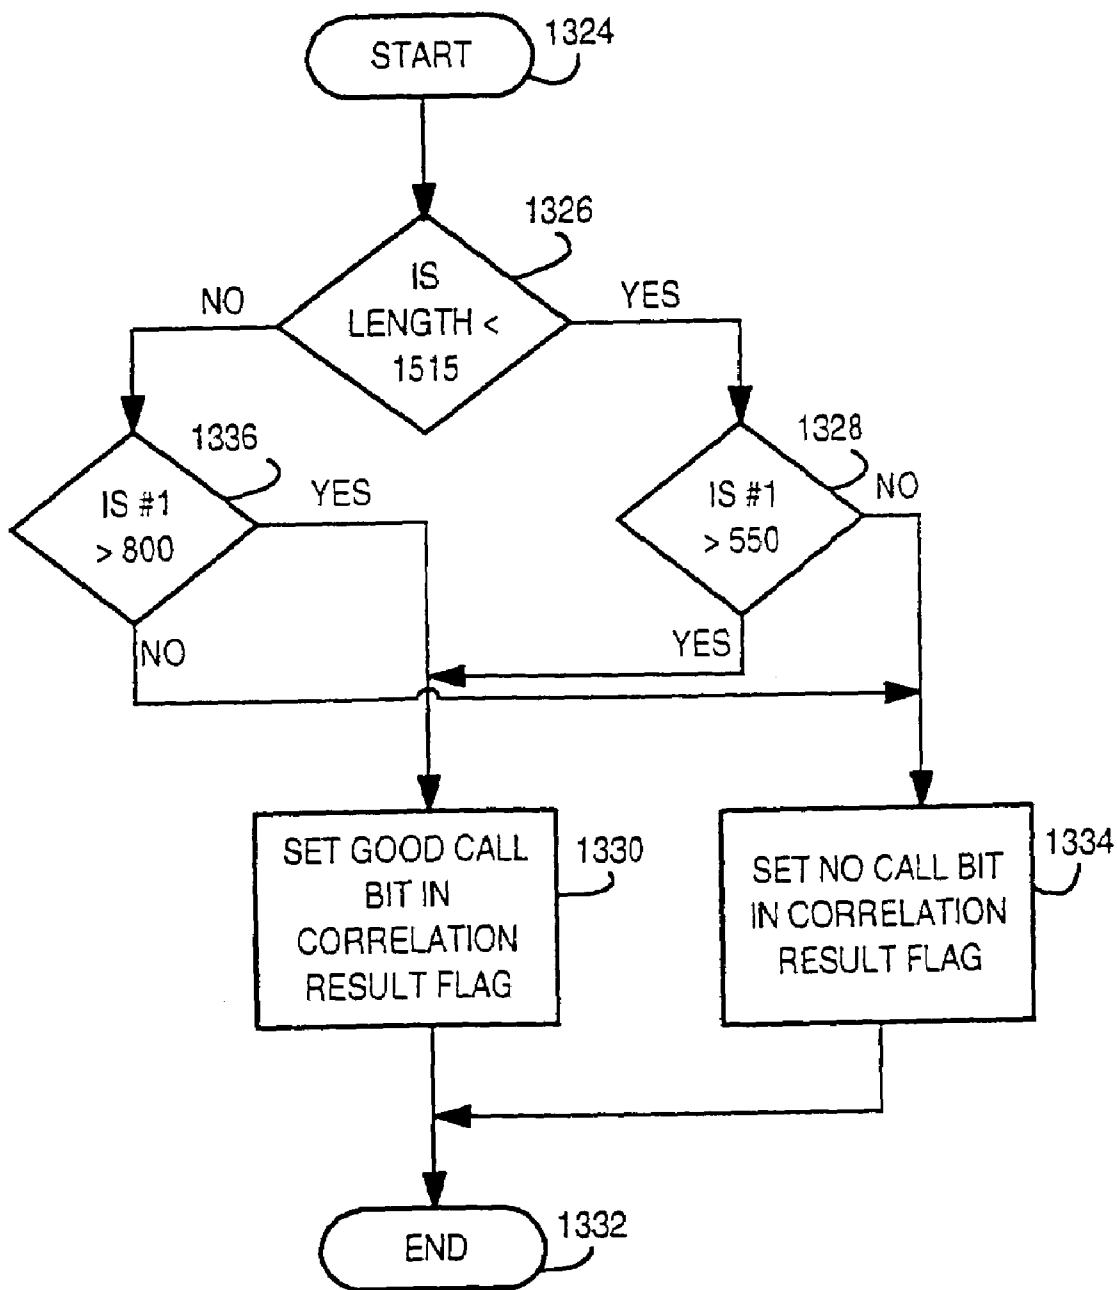 START
1324
IS
LENGTH <
1515
1326
NO
YES
IS #1
> 800
1336
YES
NO
IS #1
> 550
1328
NO
YES
SET GOOD CALL
BIT IN
CORRELATION
RESULT FLAG
1330
SET NO CALL BIT
IN CORRELATION
RESULT FLAG
1334
END
1332